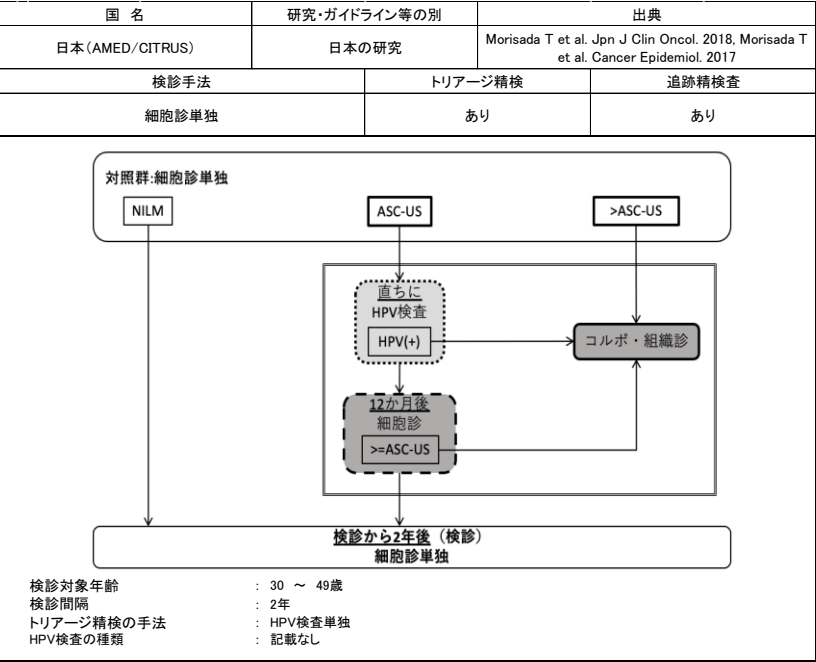 国 名
研究・ガイドライン等の別
出典
日本(AMED/CITRUS)
日本の研究
Morisada T et al. Jpn J Clin Oncol. 2018, Morisada T
et al. Cancer Epidemiol. 2017
検診手法
トリアージ精検
追跡精検査
細胞診単独
あり
あり
対照群:細胞診単独
NILM
ASC-US
>ASC-US
直ちに
HPV検査
HPV(+)
コルポ・組織診
12か月後
細胞診
>=ASC-US
検診から2年後(検診)
細胞診単独
検診対象年齢 : 30 ~ 49歳
検診間隔 : 2年
トリアージ精検の手法 : HPV検査単独
HPV検査の種類 : 記載なし